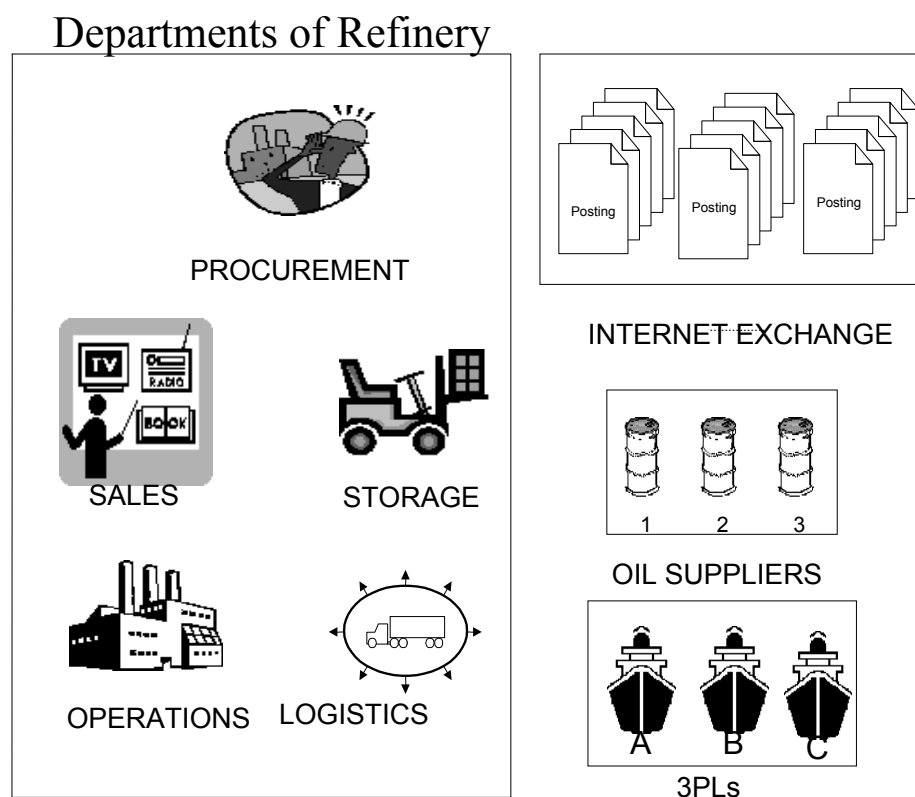 Departments of Refinery
PROCUREMENT
TV
RADIO
BOOK
SALES
STORAGE
OPERATIONS
LOGISTICS
Posting
Posting
Posting
INTERNET EXCHANGE
1 2 3
OIL SUPPLIERS
A B C
3PLs